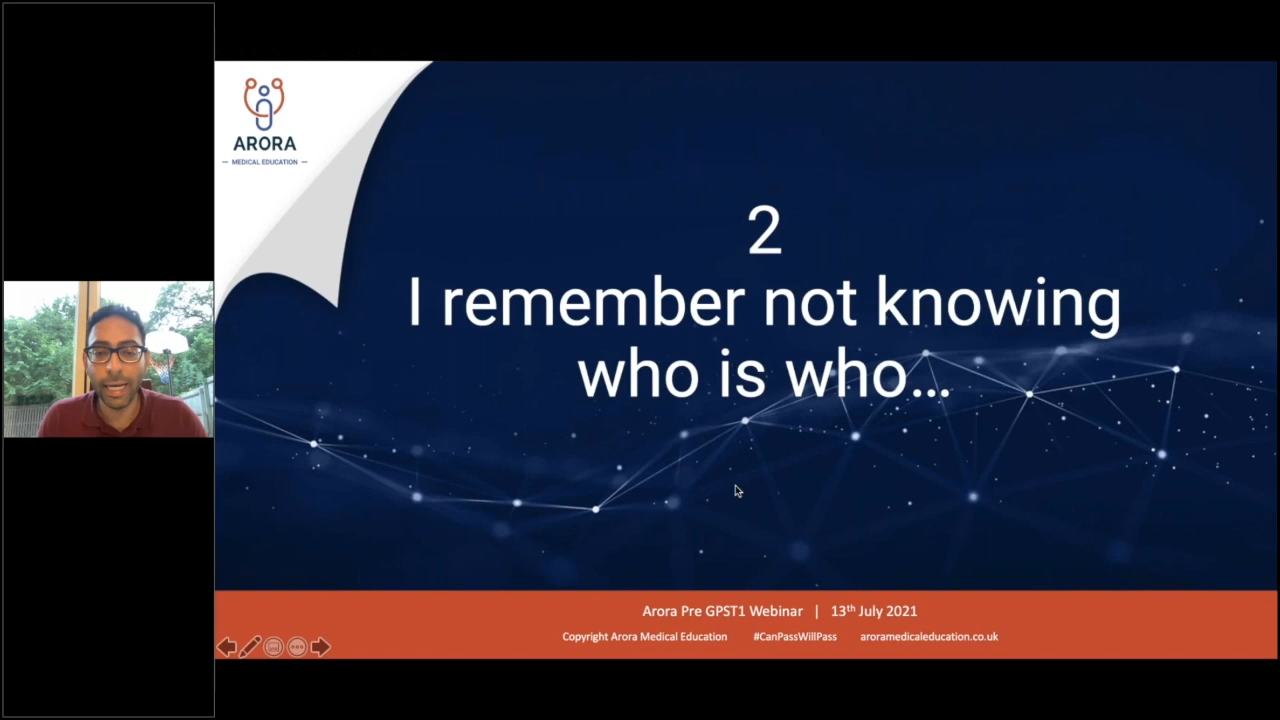 ARORA
MEDICAL EDUCATION
2
I remember not knowing
who is who...
Arora Pre GPST1 Webinar | 13th July 2021
Copyright Arora Medical Education #CanPassWillPass aroramedicaleducation.co.uk